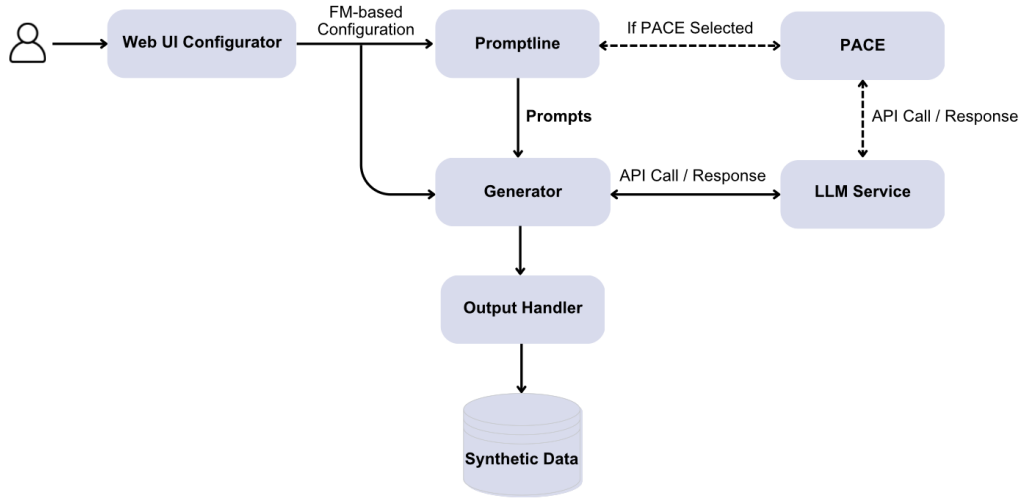 FM-based
Configuration
Web UI Configurator
Promptline
If PACE Selected
PACE
Prompts
API Call / Response
Generator
API Call / Response
LLM Service
Output Handler
Synthetic Data